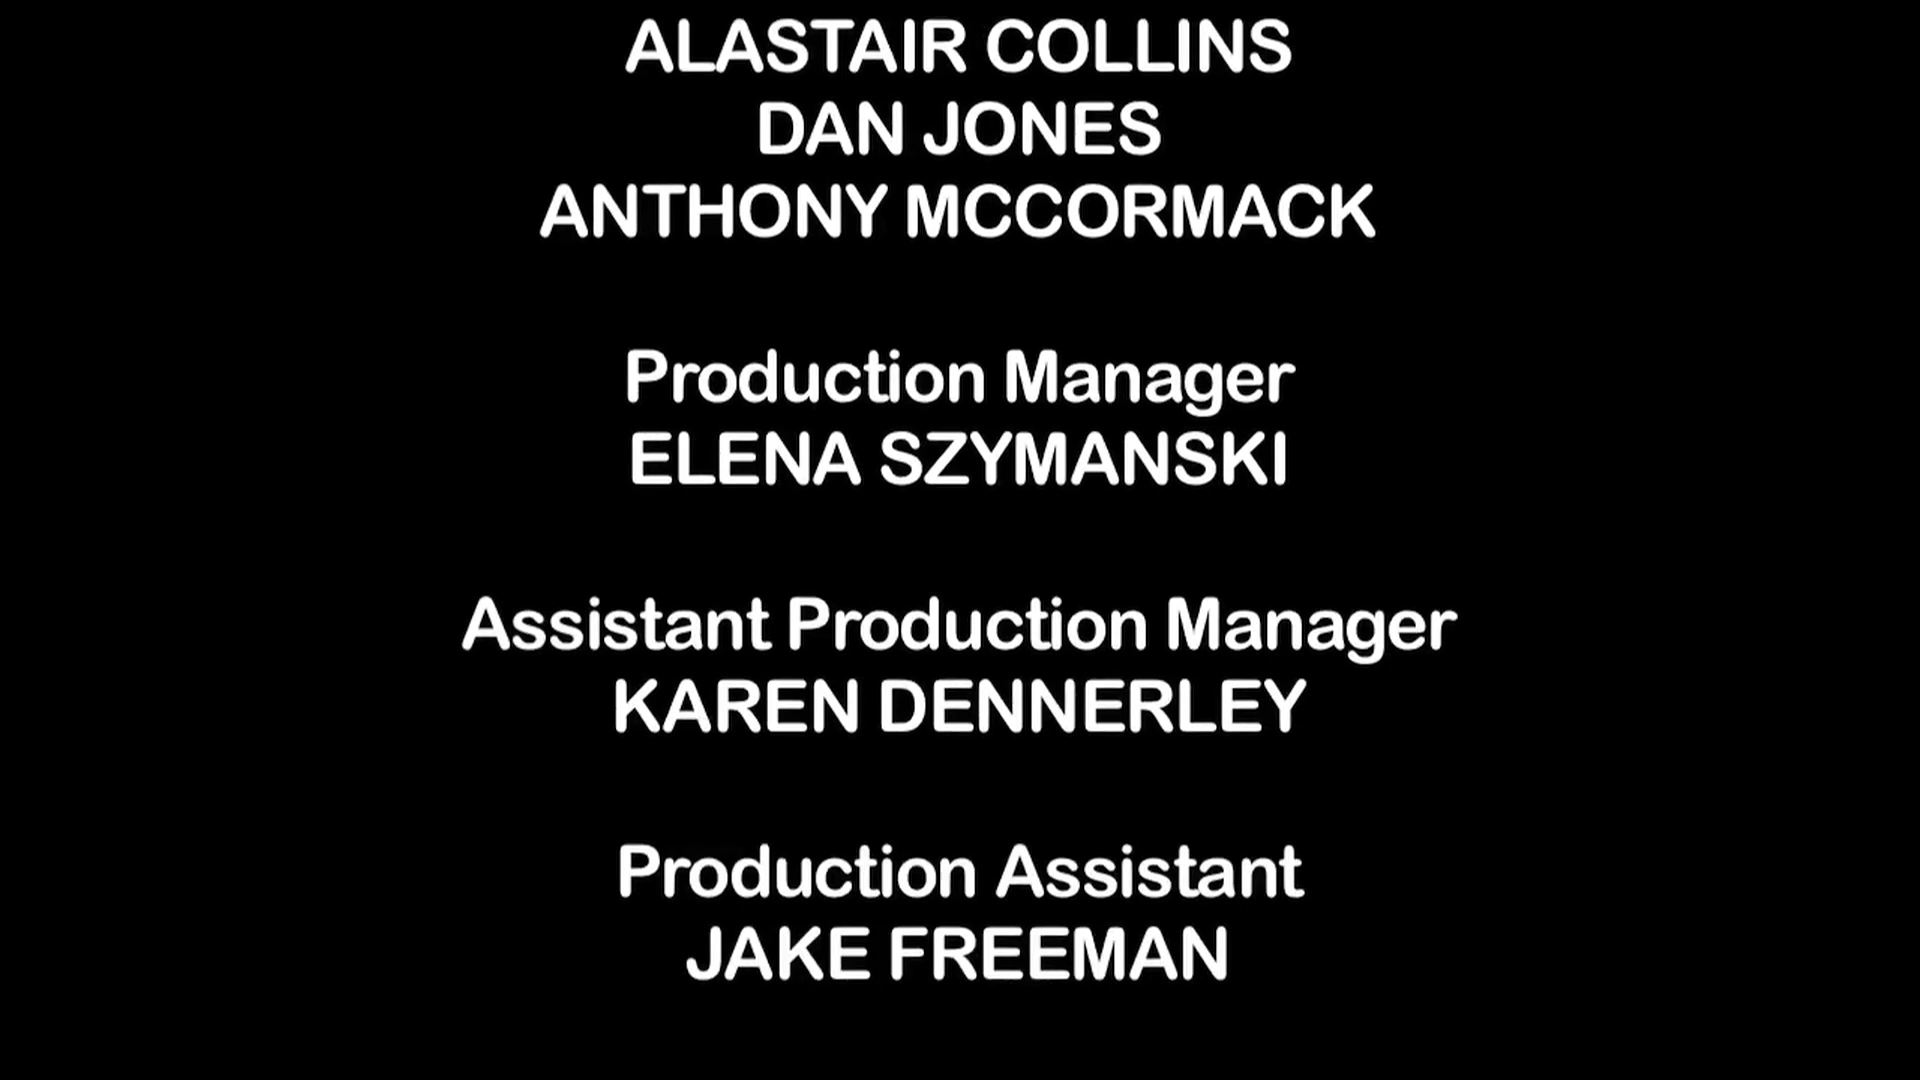 ALASTAIR COLLINS
DAN JONES
ANTHONY MCCORMACK
Production Manager
ELENA SZYMANSKI
Assistant Production Manager
KAREN DENNERLEY
Production Assistant
JAKE FREEMAN